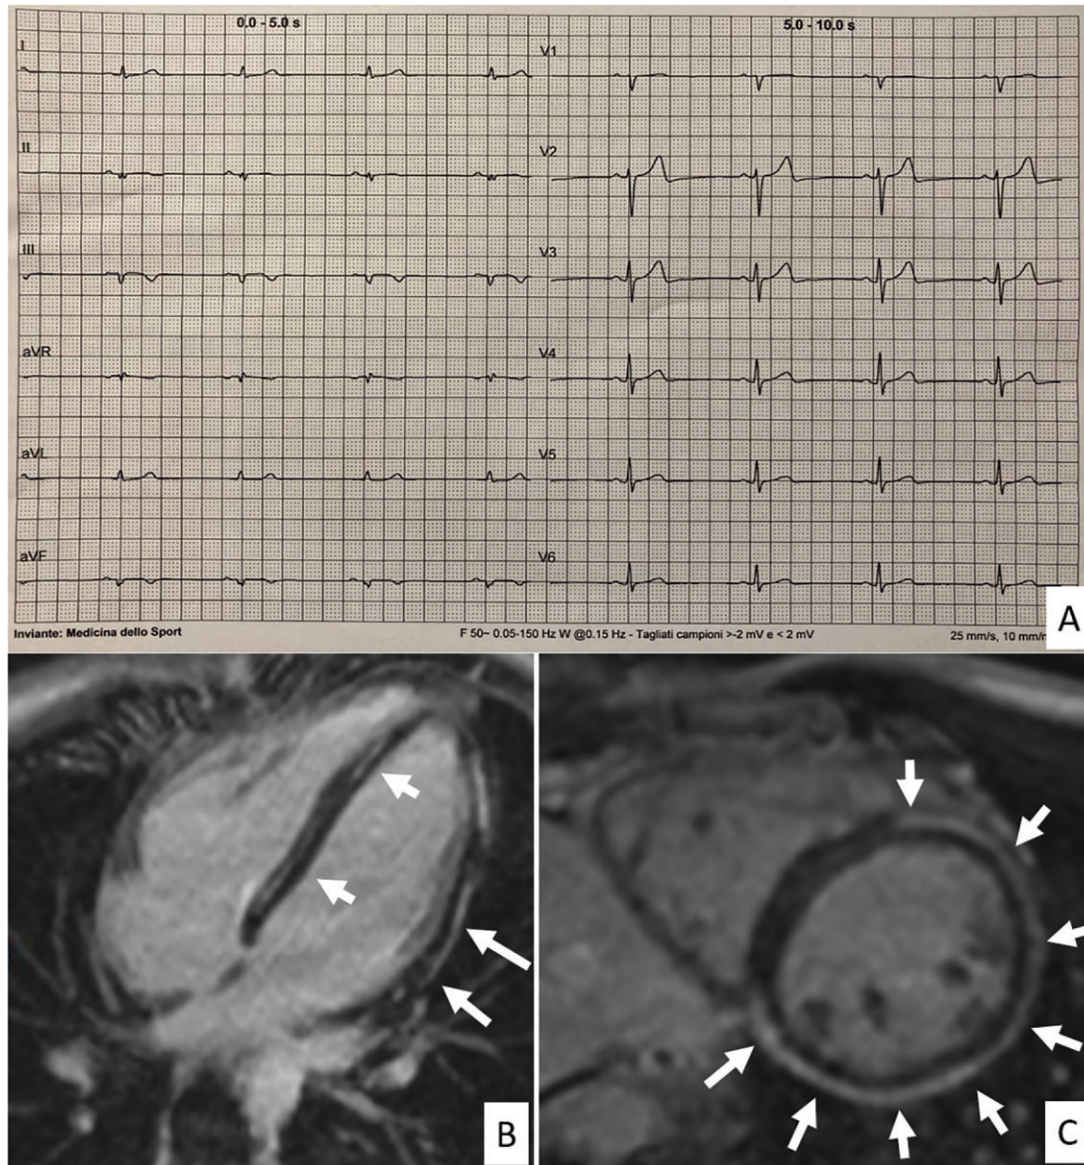 0.0 - 5.0 s 5.0 - 10.0 s
I V1
II V2
III V3
aVR V4
aVL V5
aVF V6
Inviante: Medicina dello Sport F 50~ 0.05-150 Hz W @0.15 Hz - Tagliati campioni >-2 mV e < 2 mV 25 mm/s, 10 mm/
A
B C